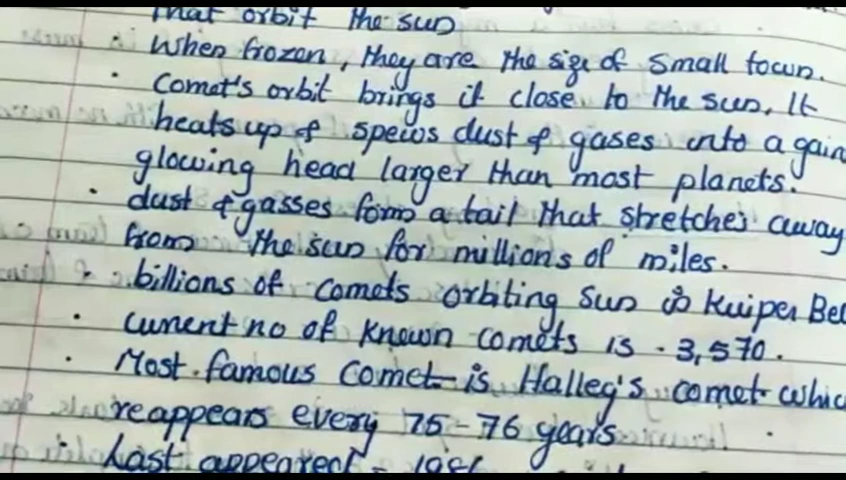 that orbit the sun
When frozen, they are the size of small town.
· Comet's orbit brings it close to the sun, It
heats up & spews dust & gases into a gain
glowing head larger than most planets.
· dust & gasses form a tail that stretches away
from the sun for millions of miles.
· billions of comets orbiting sun in Kuiper Bel
· current no of known comets is . 3,570.
· Most famous Comet is Halleg's comet whic
reappears every 75-76 years
Last appeared - 1986